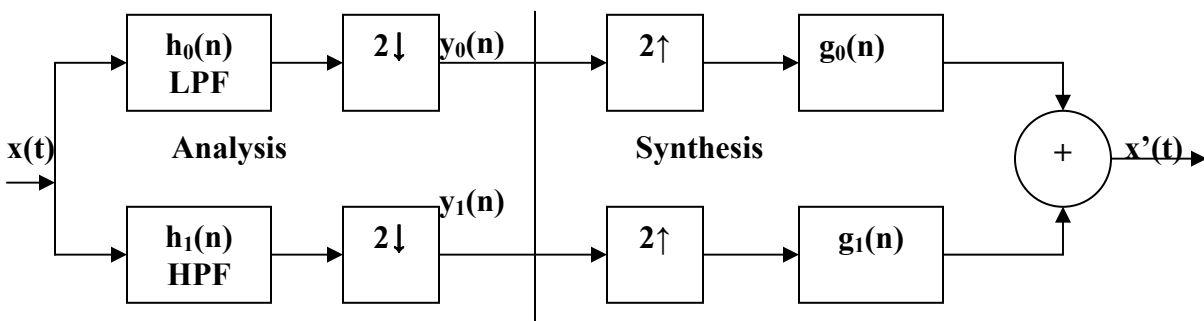 h₀(n)
LPF
2↓
y₀(n)
2↑
g₀(n)
x(t)
Analysis
Synthesis
+
x’(t)
h₁(n)
HPF
2↓
y₁(n)
2↑
g₁(n)